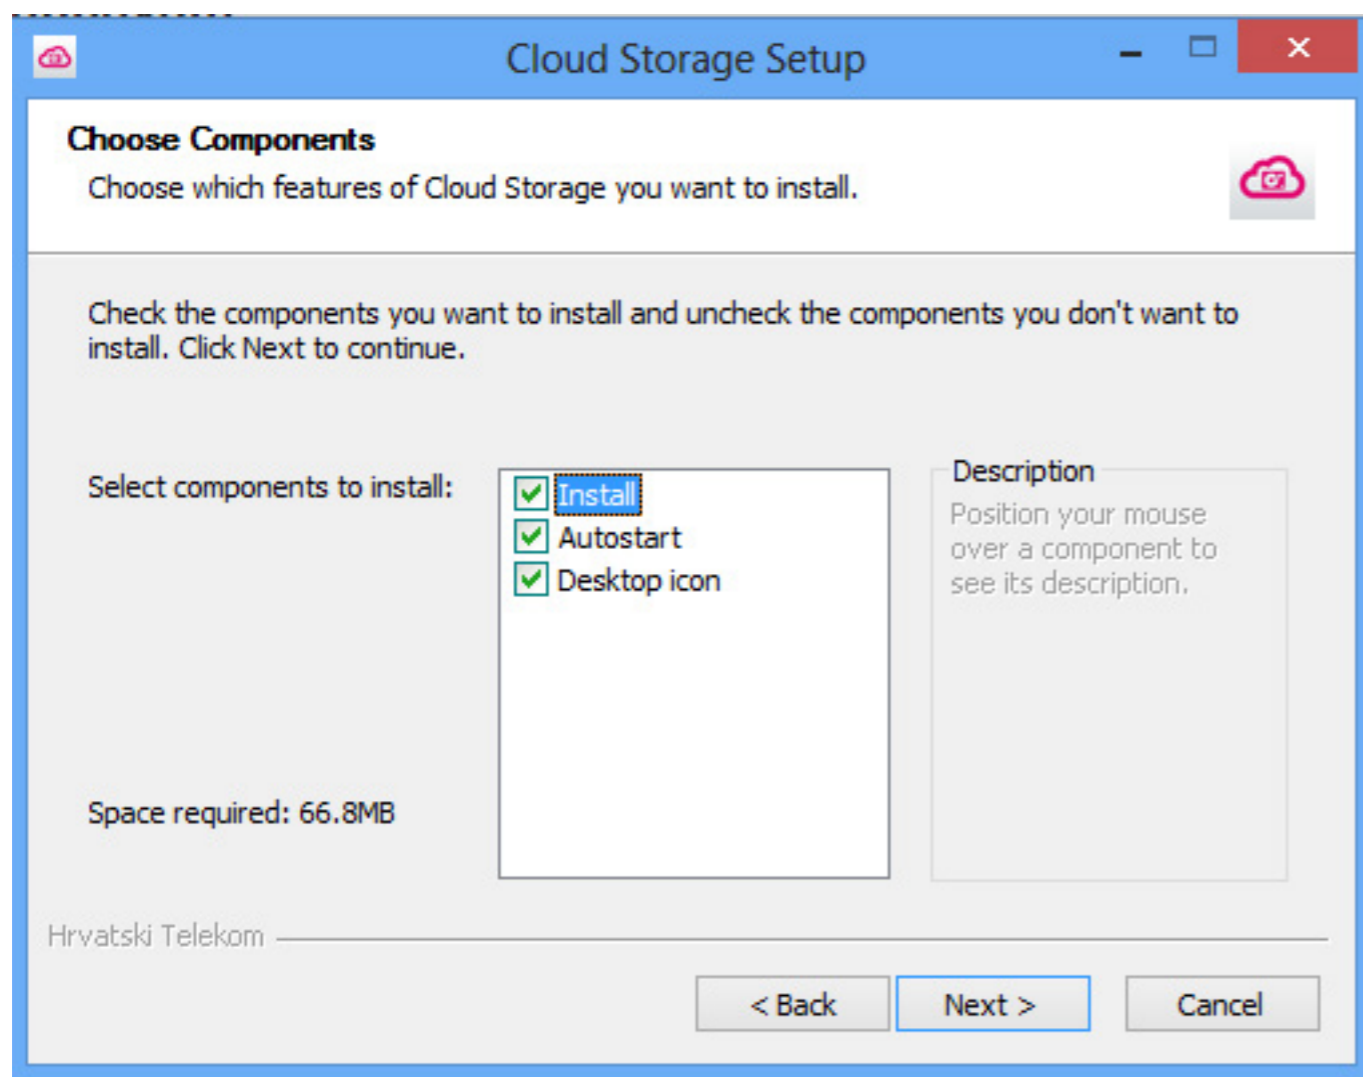 Cloud Storage Setup
Choose Components
Choose which features of Cloud Storage you want to install.
Check the components you want to install and uncheck the components you don't want to
install. Click Next to continue.
Select components to install:
Install
Autostart
Desktop icon
Description
Position your mouse
over a component to
see its description.
Space required: 66.8MB
Hrvatski Telekom
< Back
Next >
Cancel